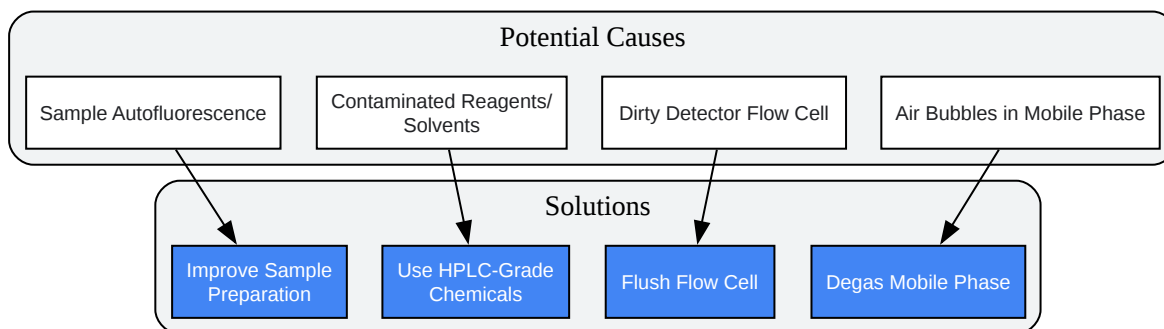 Potential Causes
Sample Autofluorescence
Contaminated Reagents/
Solvents
Dirty Detector Flow Cell
Air Bubbles in Mobile Phase
Solutions
Improve Sample
Preparation
Use HPLC-Grade
Chemicals
Flush Flow Cell
Degas Mobile Phase